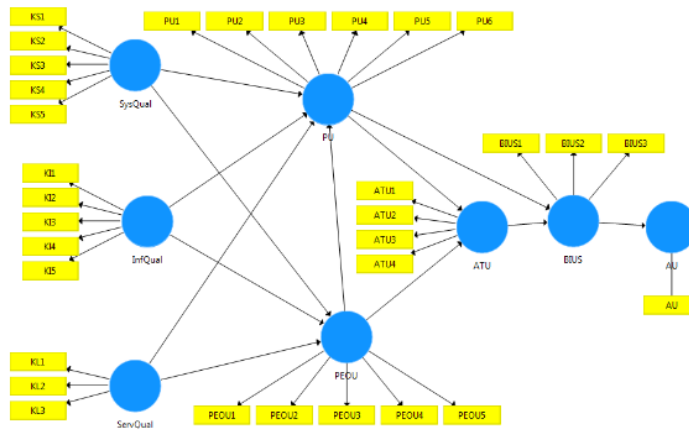 KS1
KS2
KS3
KS4
KS5
SysQual
PU1
PU2
PU3
PU4
PU5
PU6
PU
KI1
KI2
KI3
KI4
KI5
InfQual
ATU1
ATU2
ATU3
ATU4
ATU
BIUS1
BIUS2
BIUS3
BIUS
AU
AU
KL1
KL2
KL3
ServQual
PEOU
PEOU1
PEOU2
PEOU3
PEOU4
PEOU5